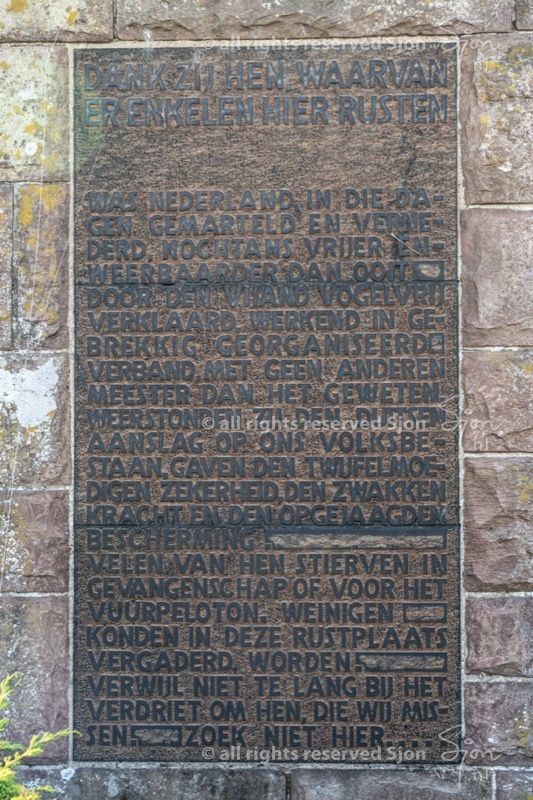 © all rights reserved Sjon
DANK ZIJ HEN, WAARVAN
ER ENKELEN HIER RUSTEN
WAS NEDERLAND, IN DIE DA-
GEN, GEMARTELD EN VERNE-
DERD, NOCHTANS VRIJER EN
WEERBAARDER DAN OOIT
DOOR DEN VIJAND VOGELVRIJ
VERKLAARD, WERKEND IN GE-
BREKKIG GEORGANISEERD
VERBAND, MET GEEN ANDEREN
MEESTER DAN HET GEWETEN,
WEERSTONDEN ZIJ DEN DUITSEN
© all rights reserved Sjon
AANSLAG OP ONS VOLKSBE-
STAAN, GAVEN DEN TWIJFELMOE-
DIGEN ZEKERHEID, DEN ZWAKKEN
KRACHT EN DEN OPGEJAAGDEN
BESCHERMING.
VELEN VAN HEN STIERVEN IN
GEVANGENSCHAP OF VOOR HET
VUURPELOTON. WEINIGEN
KONDEN IN DEZE RUSTPLAATS
VERGADERD WORDEN.
VERWIJL NIET TE LANG BIJ HET
VERDRIET OM HEN, DIE WIJ MIS-
SEN. ZOEK NIET HIER.
© all rights reserved Sjon
Sjon.nl